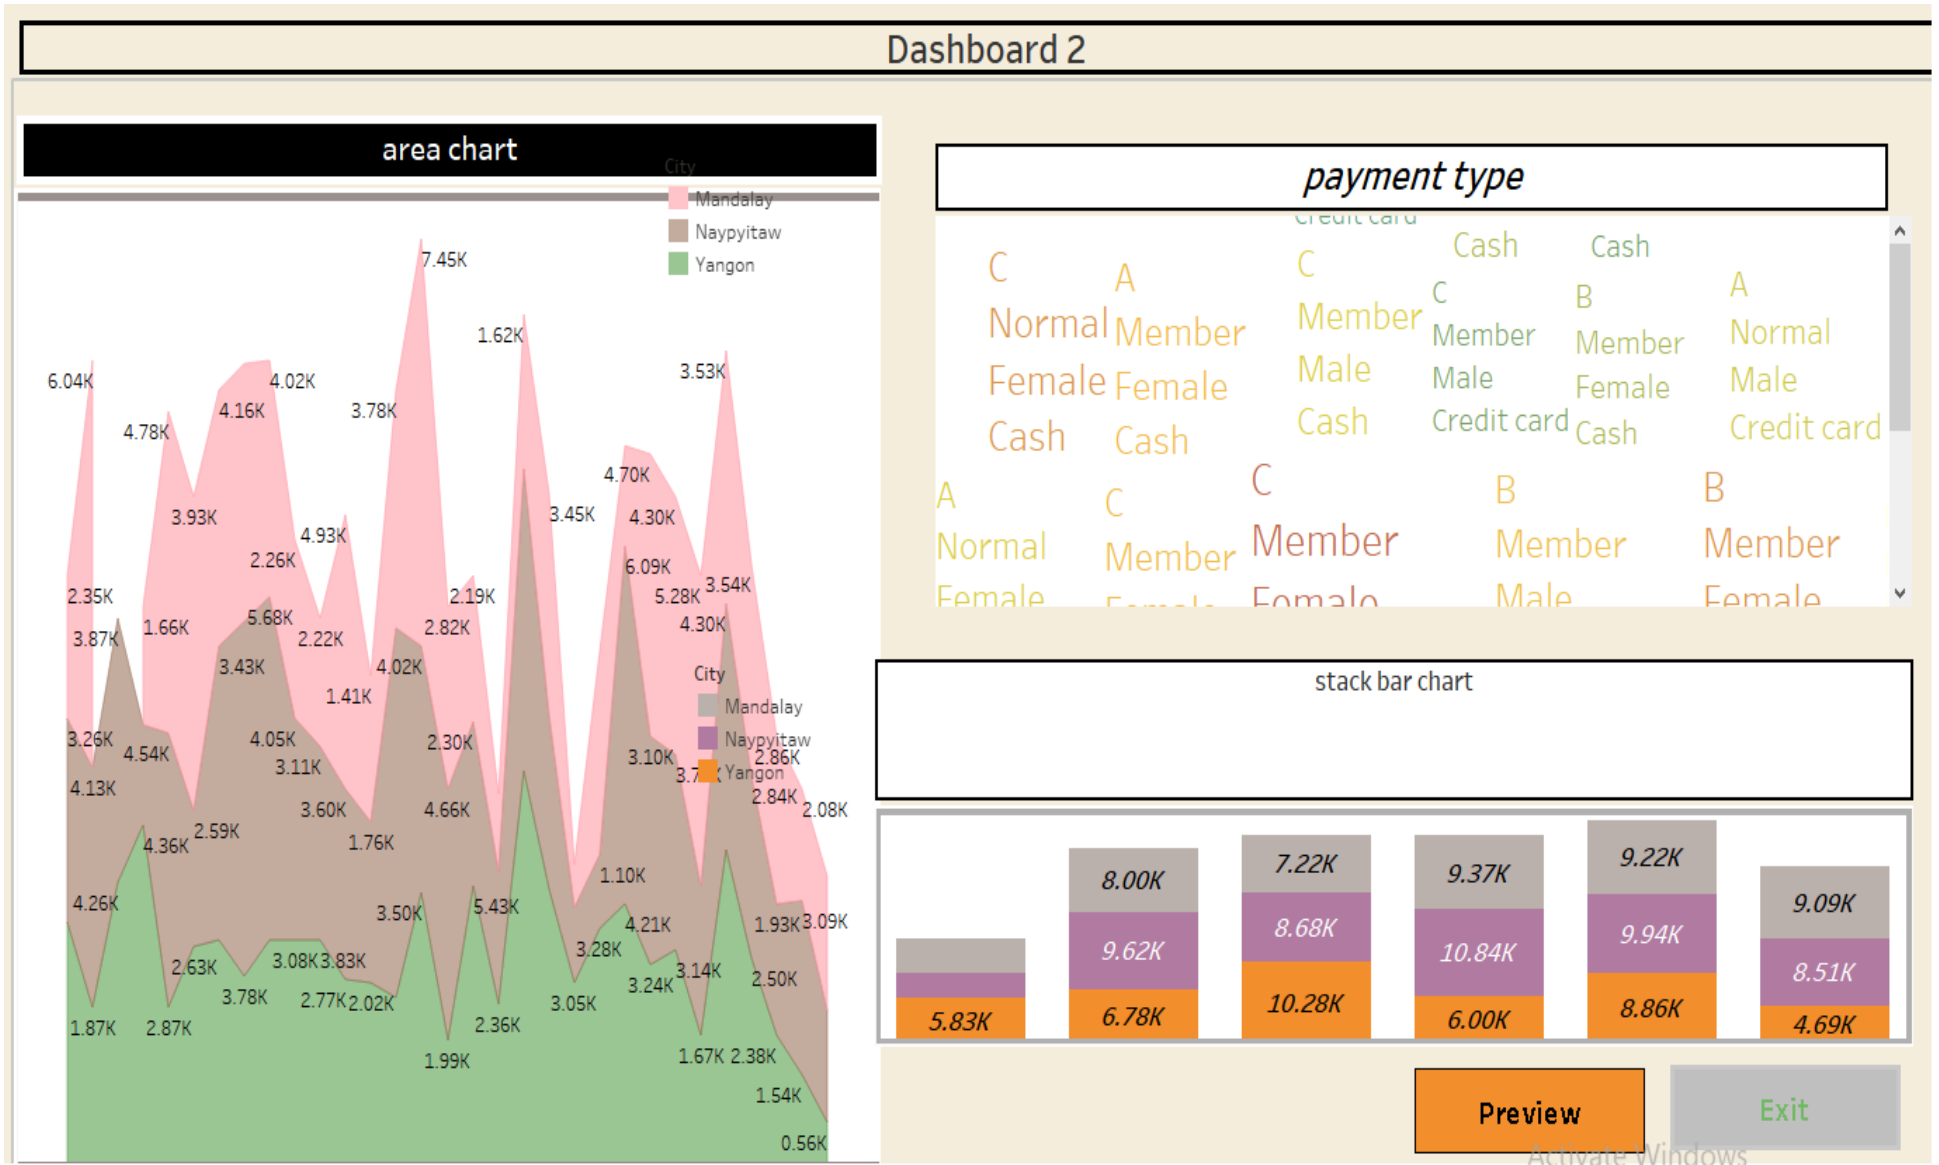 Dashboard 2
area chart
City
Mandalay
Naypyitaw
Yangon
7.45K
1.62K
6.04K
4.02K
3.53K
4.16K
3.78K
4.78K
4.70K
3.93K
3.45K
4.30K
4.93K
2.26K
6.09K
3.54K
2.35K
2.19K
5.28K
5.68K
3.87K
1.66K
2.22K
2.82K
4.30K
3.43K
4.02K
1.41K
3.26K
4.54K
4.05K
2.30K
3.10K
2.86K
4.13K
3.11K
2.84K
3.60K
4.66K
2.08K
4.36K
2.59K
1.76K
1.10K
4.26K
3.50K
5.43K
4.21K
1.93K
3.09K
3.28K
2.63K
3.08K
3.83K
3.14K
2.50K
3.78K
2.77K
2.02K
3.05K
3.24K
1.87K
2.87K
2.36K
1.99K
1.67K
2.38K
1.54K
0.56K
City
Mandalay
Naypyitaw
Yangon
payment type
Credit card
Cash
Cash
C
Normal
Female
Cash
A
Member
Female
Cash
C
Member
Male
Cash
C
Member
Male
Credit card
B
Member
Female
Cash
A
Normal
Male
Credit card
A
Normal
Female
C
Member
Female
C
Member
Female
B
Member
Male
B
Member
Female
stack bar chart
5.83K
8.00K
9.62K
6.78K
7.22K
8.68K
10.28K
9.37K
10.84K
6.00K
9.22K
9.94K
8.86K
9.09K
8.51K
4.69K
Preview
Exit
Activate Windows